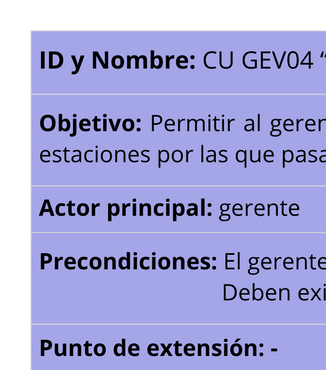 ID y Nombre: CU GEV04 “
Objetivo: Permitir al geren
estaciones por las que pasa
Actor principal: gerente
Precondiciones: El gerente
Deben exi
Punto de extensión: -